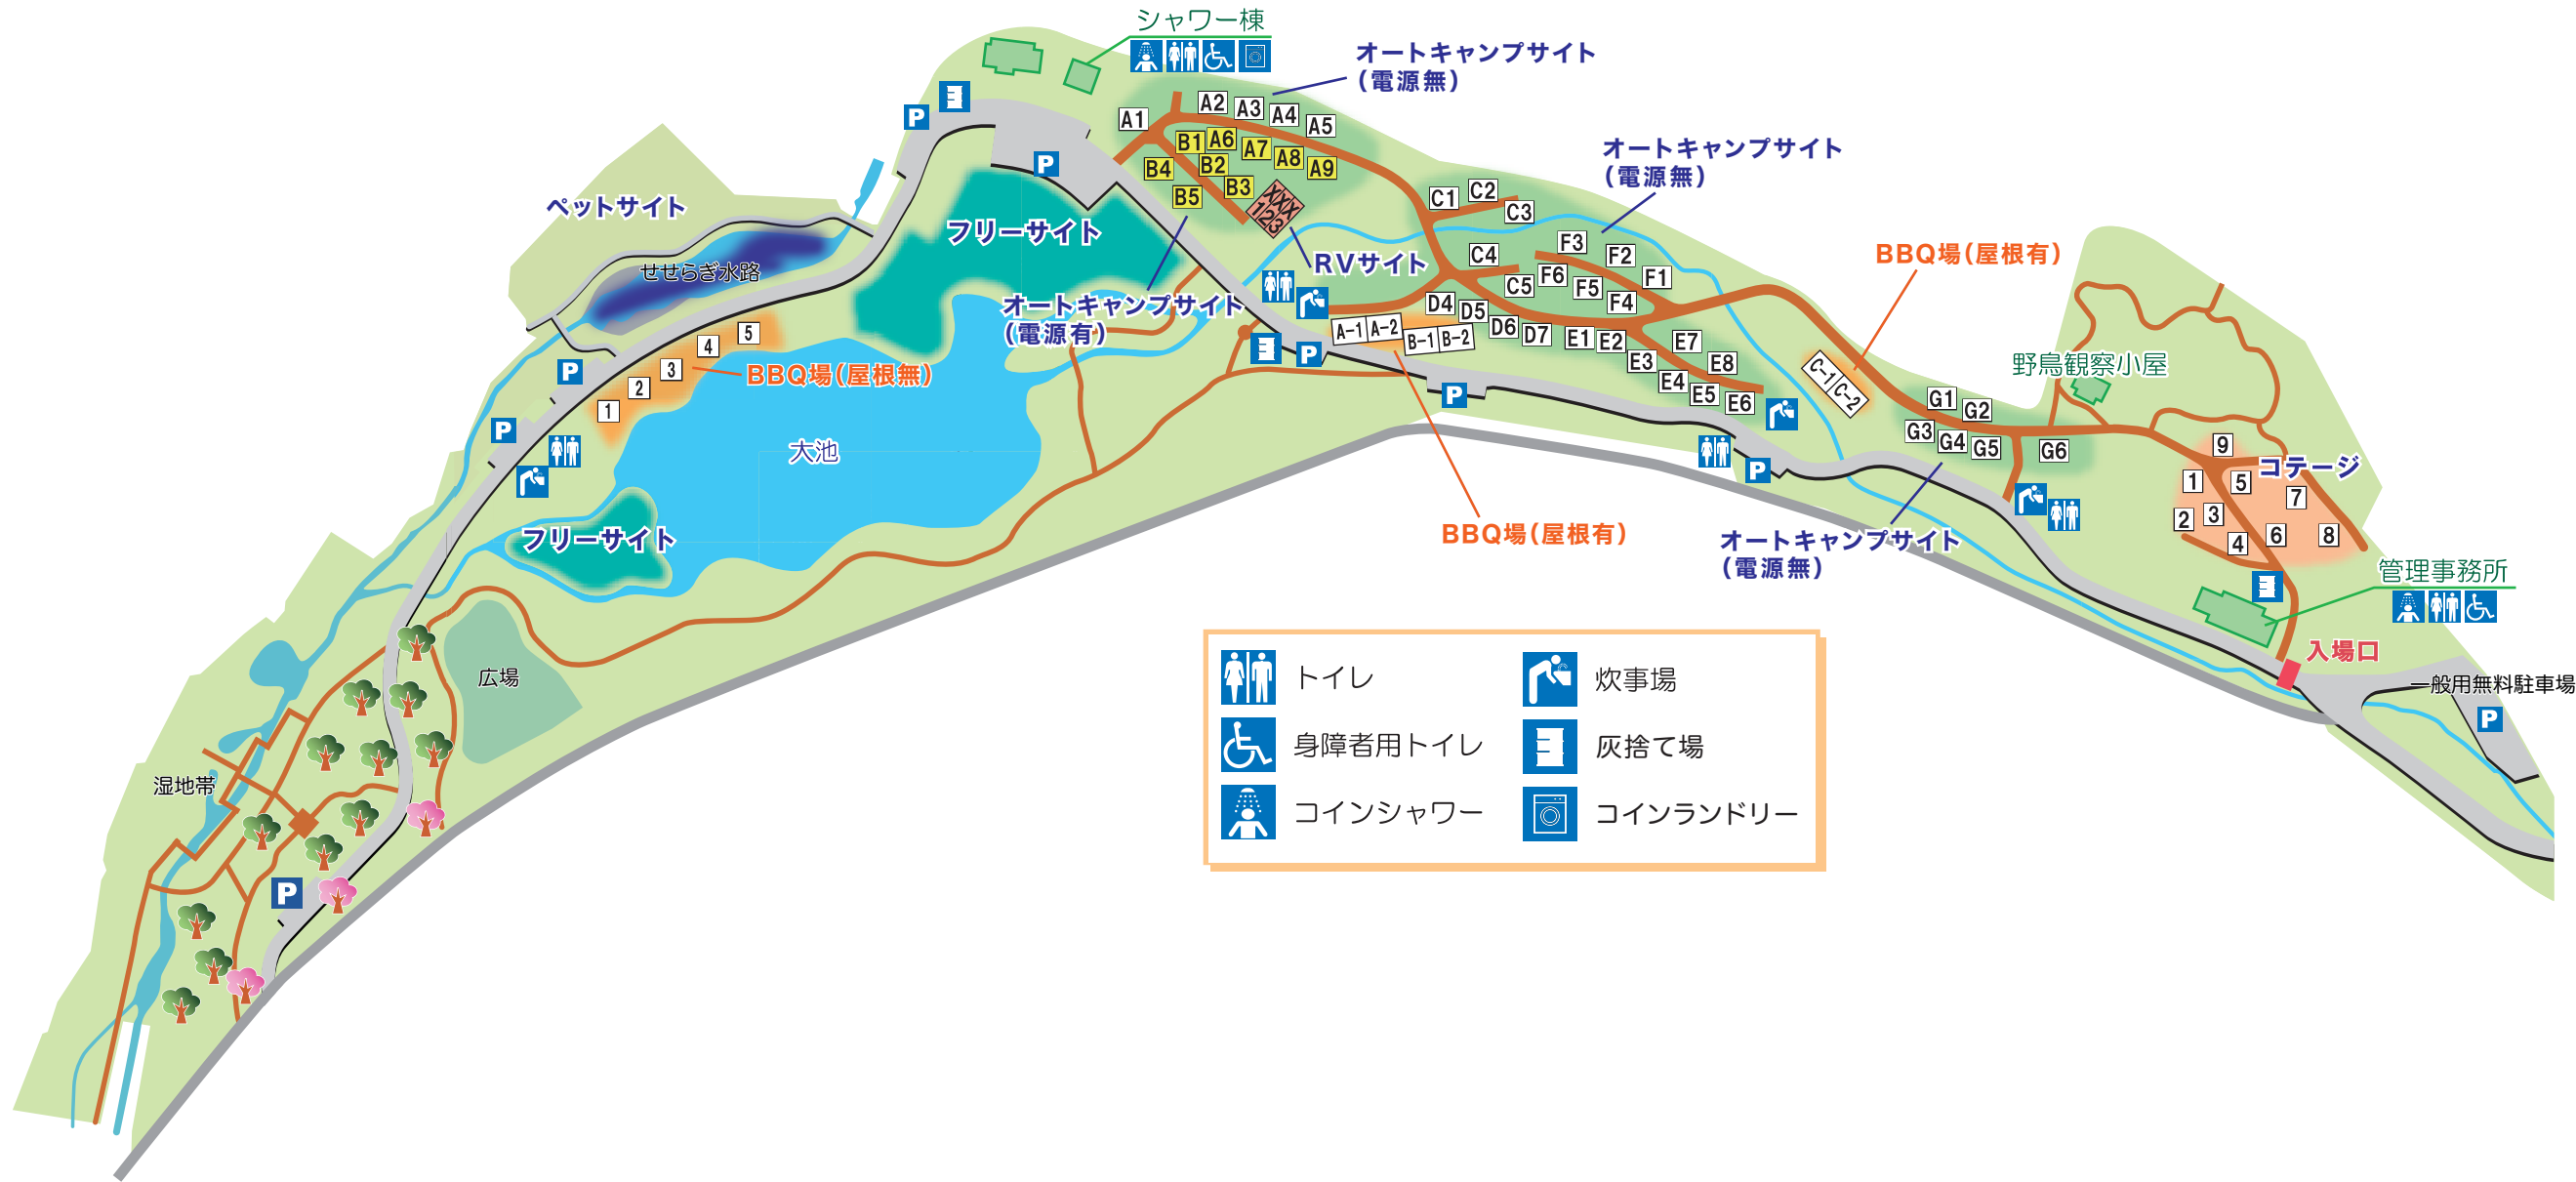 シャワー棟
オートキャンプサイト
（電源無）
P
P
A1
A2
A3
A4
A5
B1
A6
A7
A8
A9
B4
B2
B3
B5
XXX
123
RVサイト
オートキャンプサイト
（電源無）
C1
C2
C3
C4
C5
F3
F2
F1
F6
F5
F4
D4
D5
D6
D7
E1
E2
E3
E4
E5
E6
E7
E8
ペットサイト
せせらぎ水路
フリーサイト
オートキャンプサイト
（電源有）
A-1
A-2
B-1
B-2
P
P
P
1
2
3
4
5
BBQ場（屋根無）
P
P
大池
フリーサイト
BBQ場（屋根有）
BBQ場（屋根有）
C-1
C-2
野鳥観察小屋
G1
G2
G3
G4
G5
G6
オートキャンプサイト
（電源無）
コテージ
9
1
5
7
2
3
4
6
8
管理事務所
入場口
一般用無料駐車場
P
広場
湿地帯
P
トイレ
炊事場
身障者用トイレ
灰捨て場
コインシャワー
コインランドリー